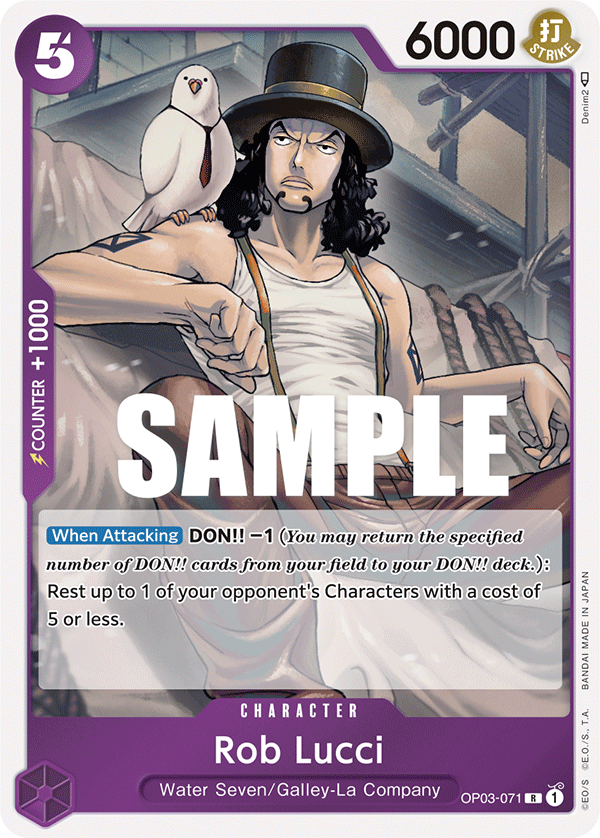 5
6000
打
STRIKE
Denim2
COUNTER +1000
SAMPLE
When Attacking DON!! −1 (You may return the specified
number of DON!! cards from your field to your DON!! deck.):
Rest up to 1 of your opponent's Characters with a cost of
5 or less.
CHARACTER
Rob Lucci
Water Seven/Galley-La Company
OP03-071 R 1
©E.O/S ©E.O./S., T.A. BANDAI MADE IN JAPAN